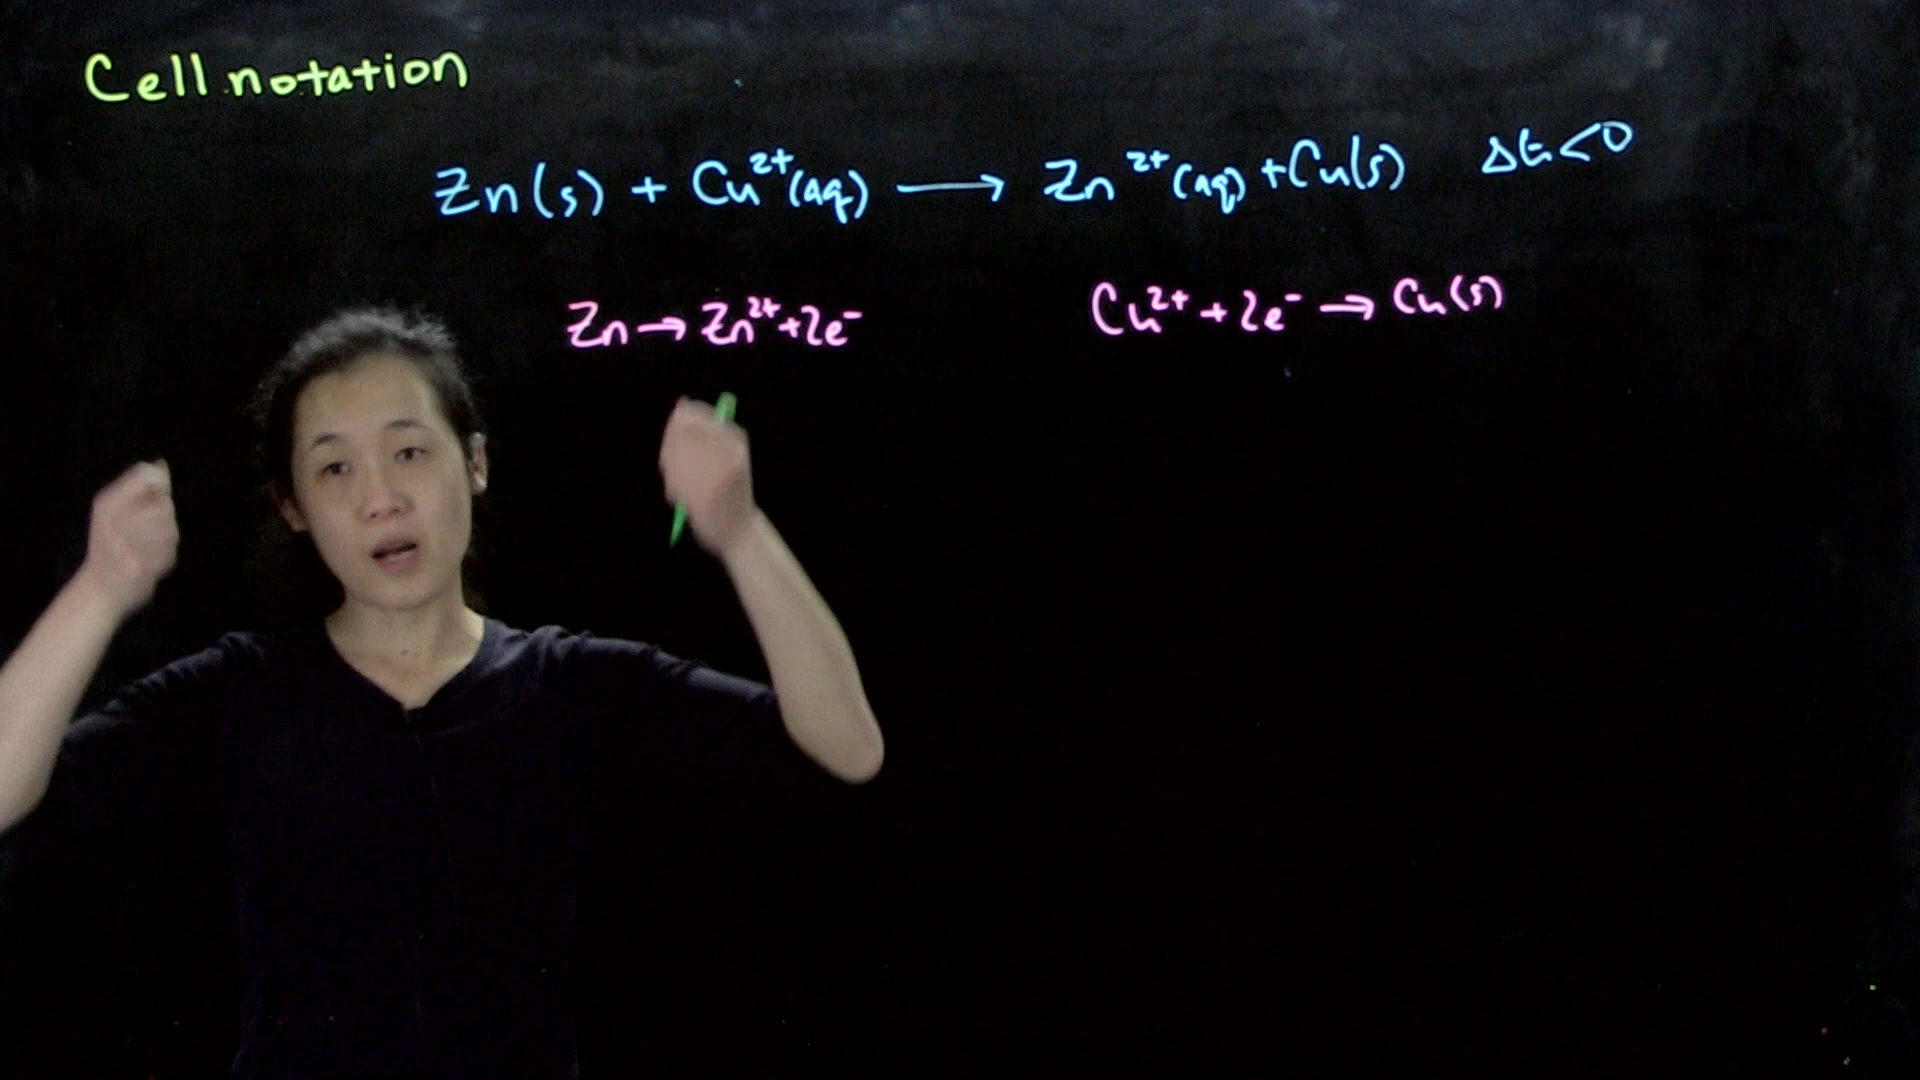 Cell notation
Zn(s) + Cu²⁺(aq) ⟶ Zn²⁺(aq) + Cu(s) ΔG<0
Zn → Zn²⁺ + 2e⁻
Cu²⁺ + 2e⁻ → Cu(s)